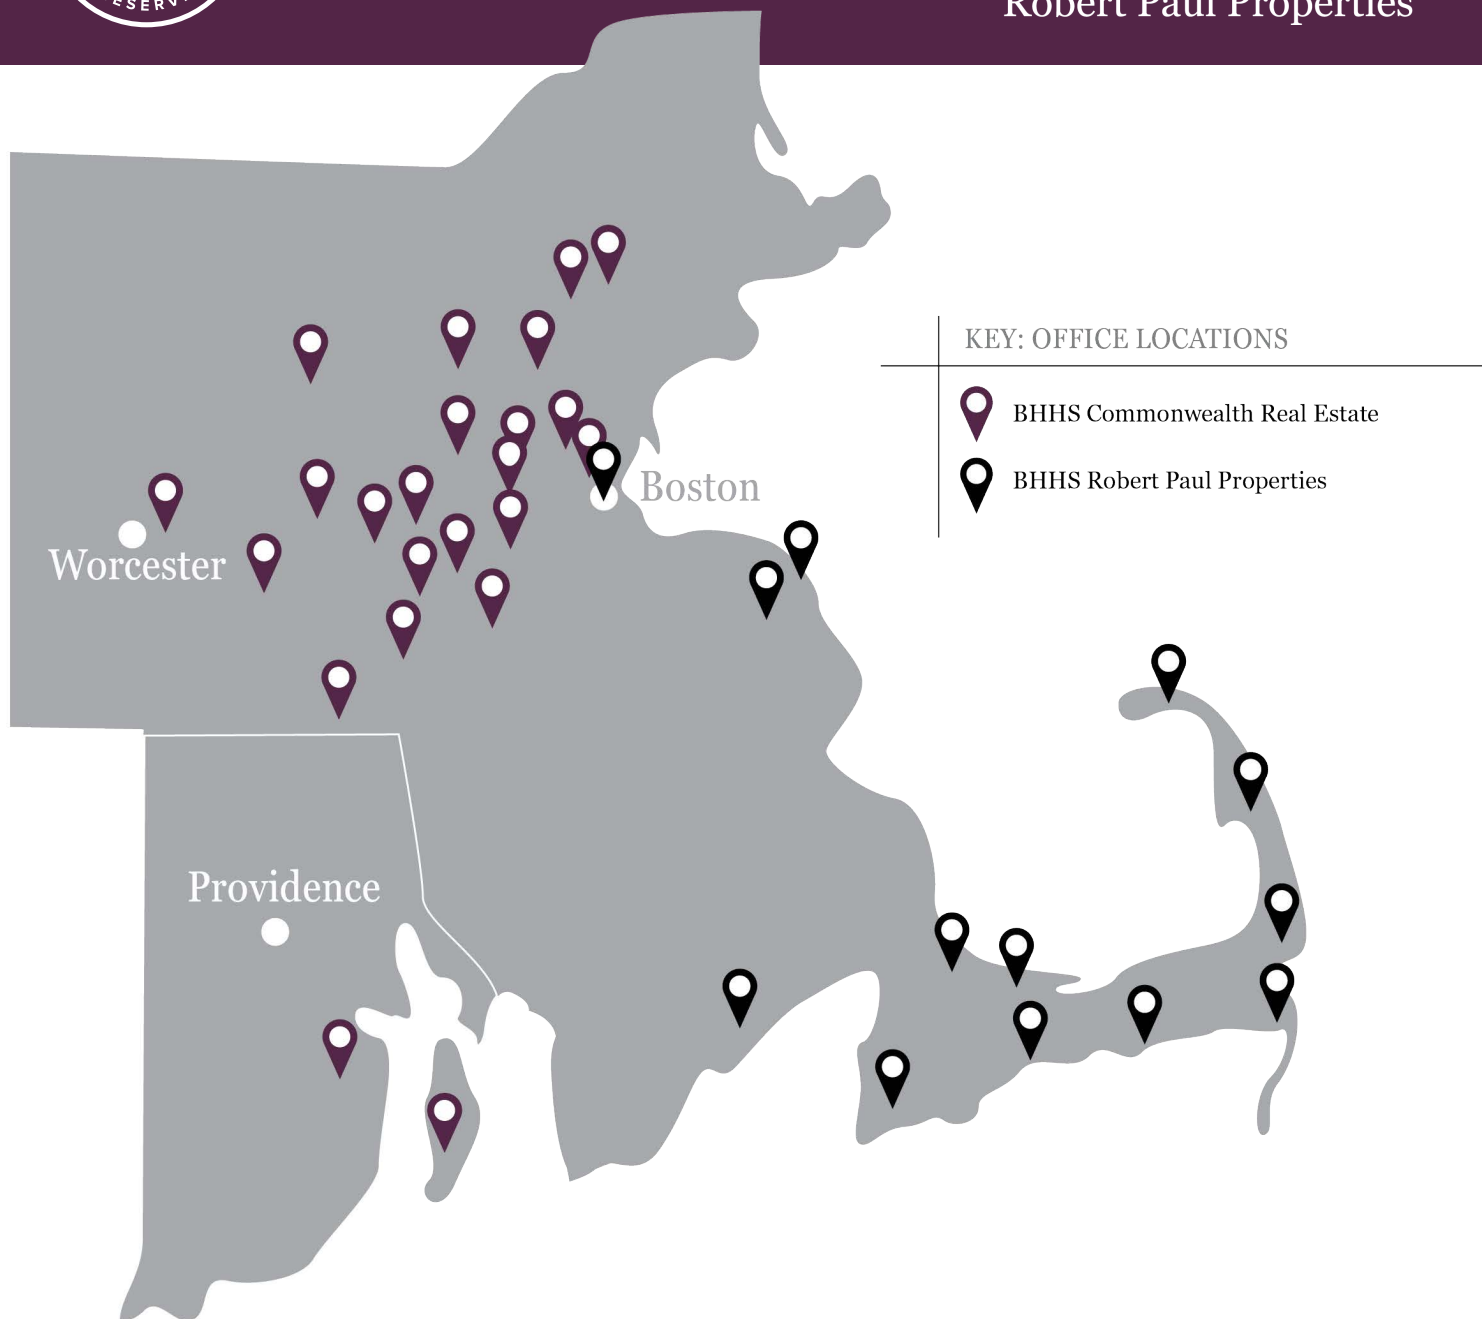 Robert Paul Properties
KEY: OFFICE LOCATIONS
BHHS Commonwealth Real Estate
BHHS Robert Paul Properties
Boston
Worcester
Providence